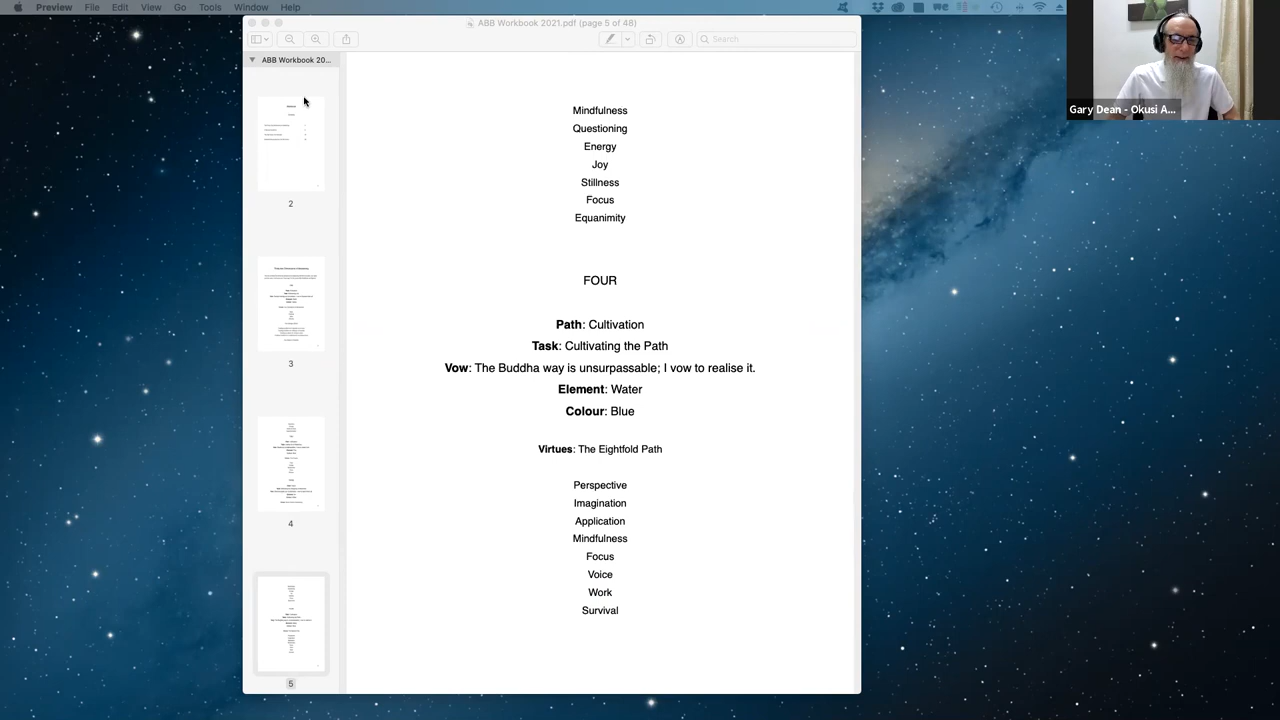 Preview File Edit View Go Tools Window Help
ABB Workbook 2021.pdf (page 5 of 48)
Search
ABB Workbook 20...
2
3
4
5
Mindfulness
Questioning
Energy
Joy
Stillness
Focus
Equanimity
FOUR
Path: Cultivation
Task: Cultivating the Path
Vow: The Buddha way is unsurpassable; I vow to realise it.
Element: Water
Colour: Blue
Virtues: The Eightfold Path
Perspective
Imagination
Application
Mindfulness
Focus
Voice
Work
Survival
Gary Dean - Okusi A...